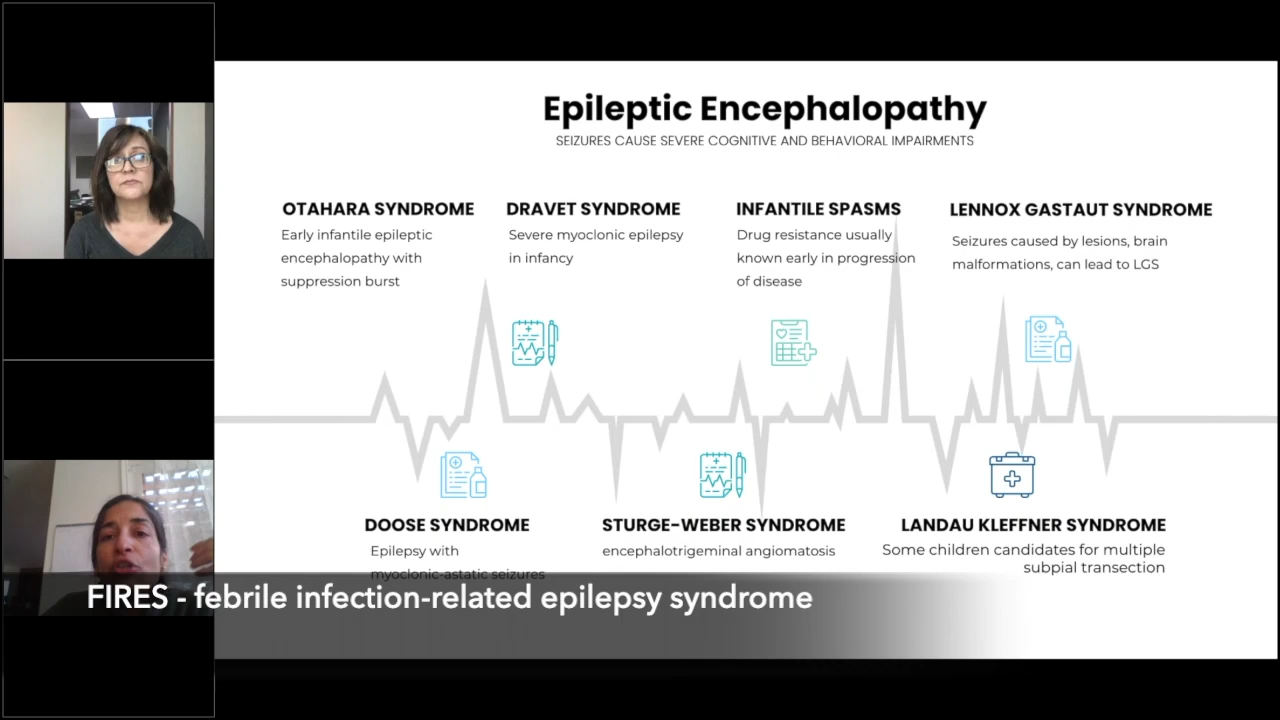 Epileptic Encephalopathy
SEIZURES CAUSE SEVERE COGNITIVE AND BEHAVIORAL IMPAIRMENTS
OTAHARA SYNDROME
Early infantile epileptic
encephalopathy with
suppression burst
DRAVET SYNDROME
Severe myoclonic epilepsy
in infancy
INFANTILE SPASMS
Drug resistance usually
known early in progression
of disease
LENNOX GASTAUT SYNDROME
Seizures caused by lesions, brain
malformations, can lead to LGS
DOOSE SYNDROME
Epilepsy with
myoclonic-astatic seizures
STURGE-WEBER SYNDROME
encephalotrigeminal angiomatosis
LANDAU KLEFFNER SYNDROME
Some children candidates for multiple
subpial transection
FIRES - febrile infection-related epilepsy syndrome